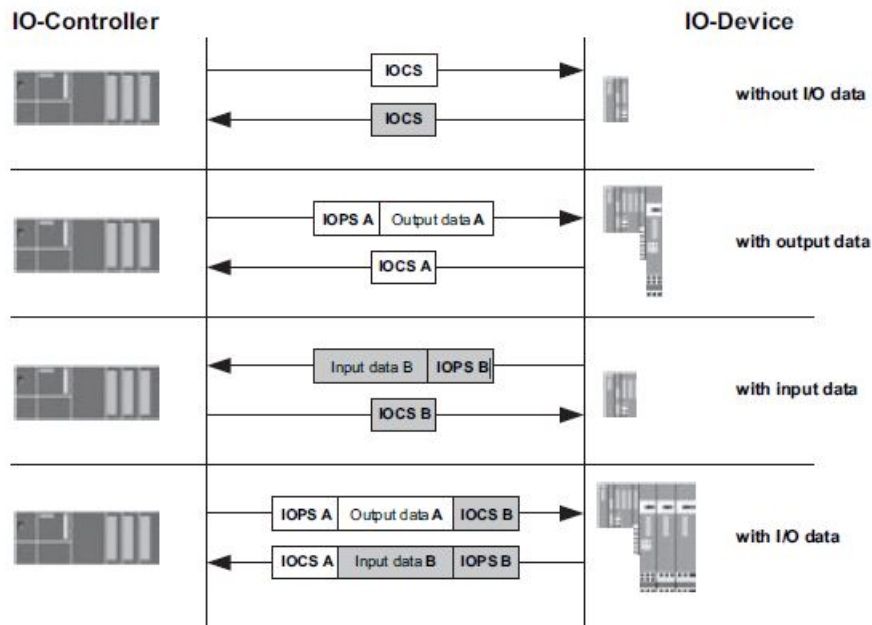 IO-Controller IO-Device
IOCS
without I/O data
IOCS
IOPS A Output data A
with output data
IOCS A
Input data B IOPS B
with input data
IOCS B
IOPS A Output data A IOCS B
with I/O data
IOCS A Input data B IOPS B